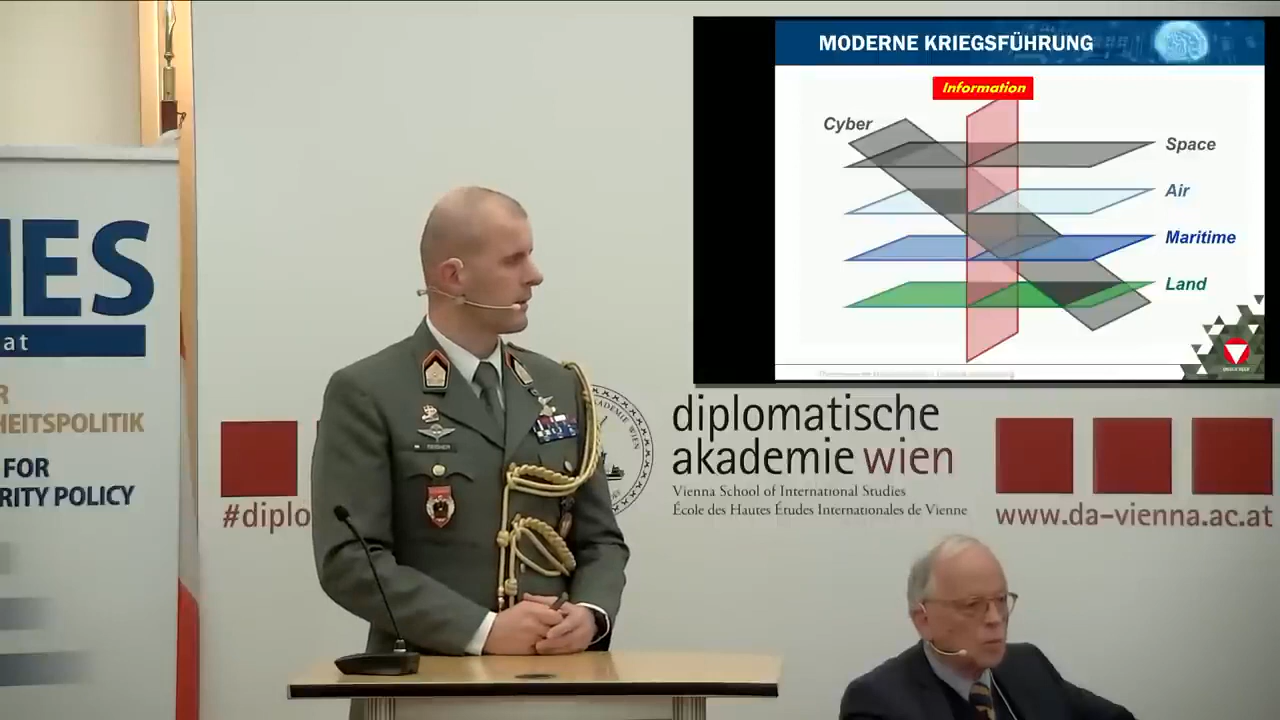 MODERNE KRIEGSFÜHRUNG
Information
Cyber
Space
Air
Maritime
Land
IES
at
R
HEITSPOLITIK
FOR
RITY POLICY
#diplo
diplomatische
akademie wien
Vienna School of International Studies
École des Hautes Études Internationales de Vienne
www.da-vienna.ac.at